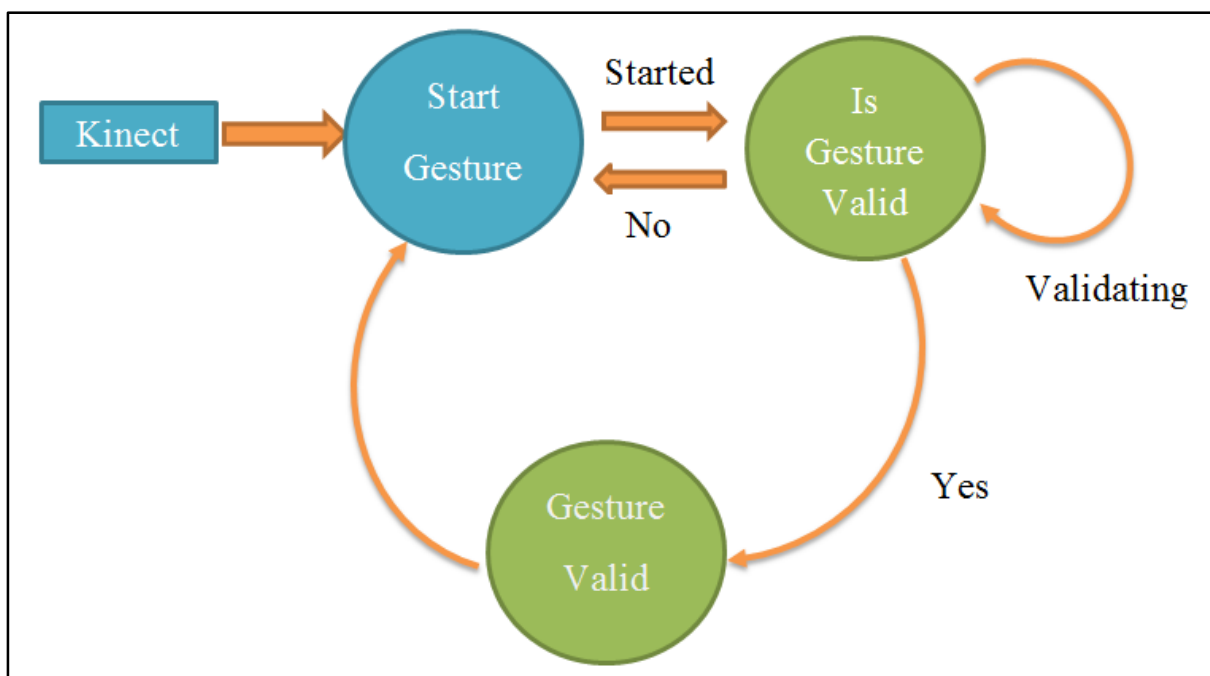 Kinect
Start
Gesture
Started
No
Is
Gesture
Valid
Validating
Yes
Gesture
Valid